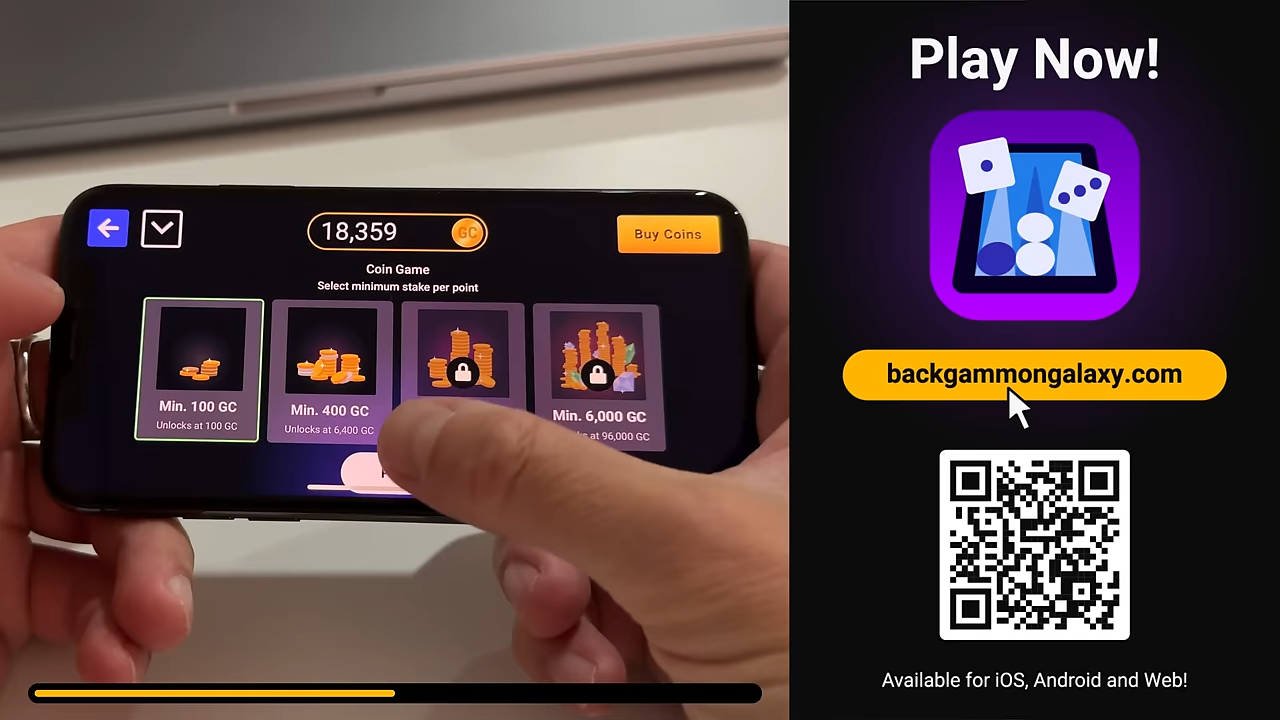 18,359
GC
Buy Coins
Coin Game
Select minimum stake per point
Min. 100 GC
Unlocks at 100 GC
Min. 400 GC
Unlocks at 6,400 GC
Min. 6,000 GC
at 96,000 GC
Play Now!
backgammongalaxy.com
Available for iOS, Android and Web!